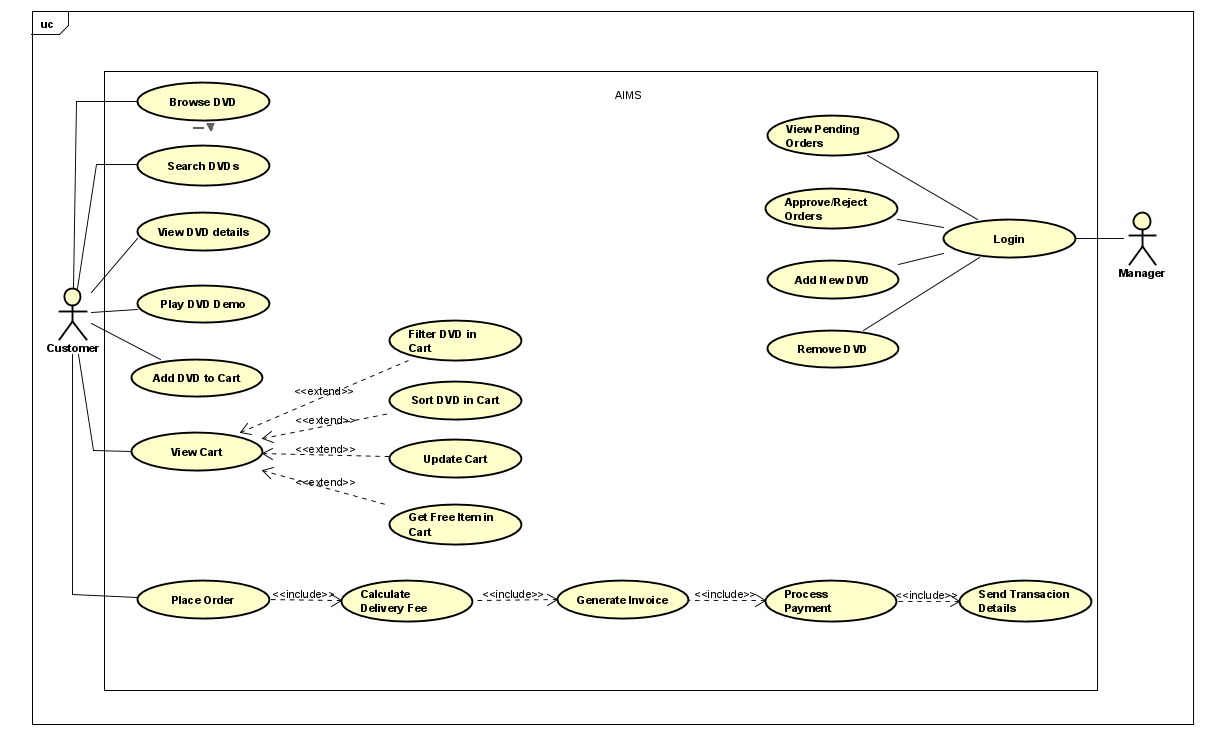 uc
AIMS
Browse DVD
Search DVDs
View DVD details
Play DVD Demo
Customer
Add DVD to Cart
View Cart
Filter DVD in
Cart
Sort DVD in Cart
Update Cart
Get Free Item in
Cart
<<extend>>
<<extend>>
<<extend>>
<<extend>>
View Pending
Orders
Approve/Reject
Orders
Add New DVD
Remove DVD
Login
Manager
Place Order
<<include>>
Calculate
Delivery Fee
<<include>>
Generate Invoice
<<include>>
Process
Payment
<<include>>
Send Transacion
Details